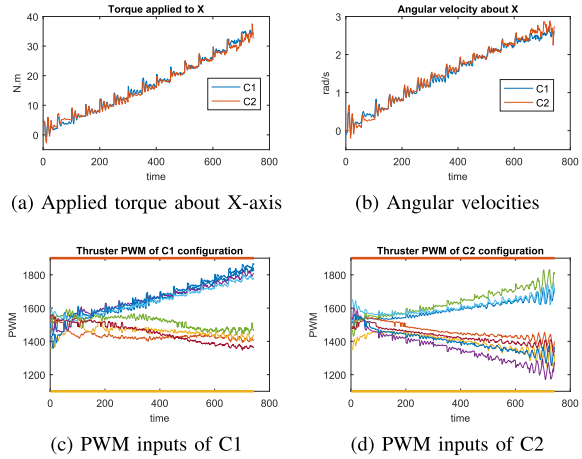 Torque applied to X
40
30
20
10
0
N.m
C1
C2
0 200 400 600 800
time
(a) Applied torque about X-axis
Angular velocity about X
3
2
1
0
rad/s
C1
C2
0 200 400 600 800
time
(b) Angular velocities
Thruster PWM of C1 configuration
1800
1600
1400
1200
PWM
0 200 400 600 800
time
(c) PWM inputs of C1
Thruster PWM of C2 configuration
1800
1600
1400
1200
PWM
0 200 400 600 800
time
(d) PWM inputs of C2